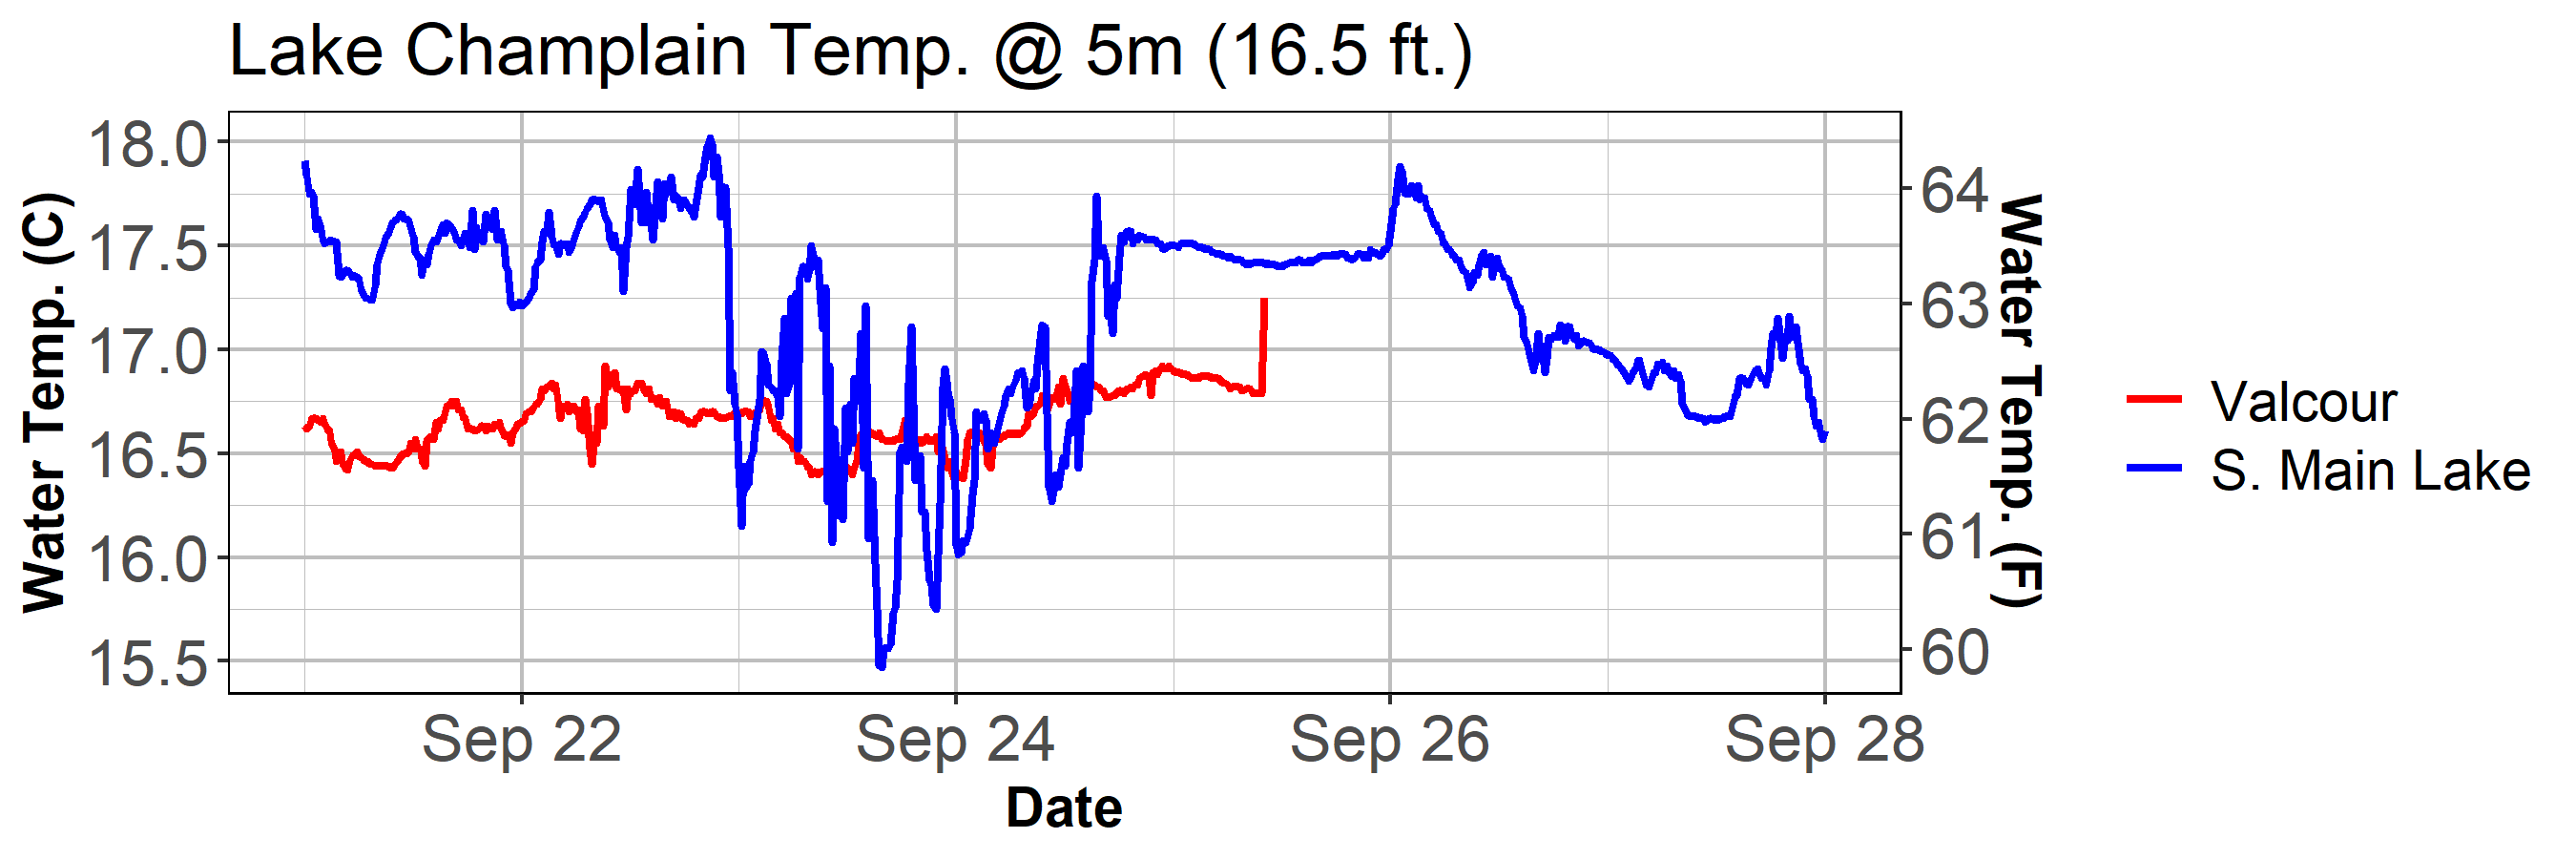 Lake Champlain Temp. @ 5m (16.5 ft.)
Water Temp. (C)
18.0
17.5
17.0
16.5
16.0
15.5
64
63
62
61
60
Water Temp. (F)
Sep 22 Sep 24 Sep 26 Sep 28
Date
Valcour
S. Main Lake